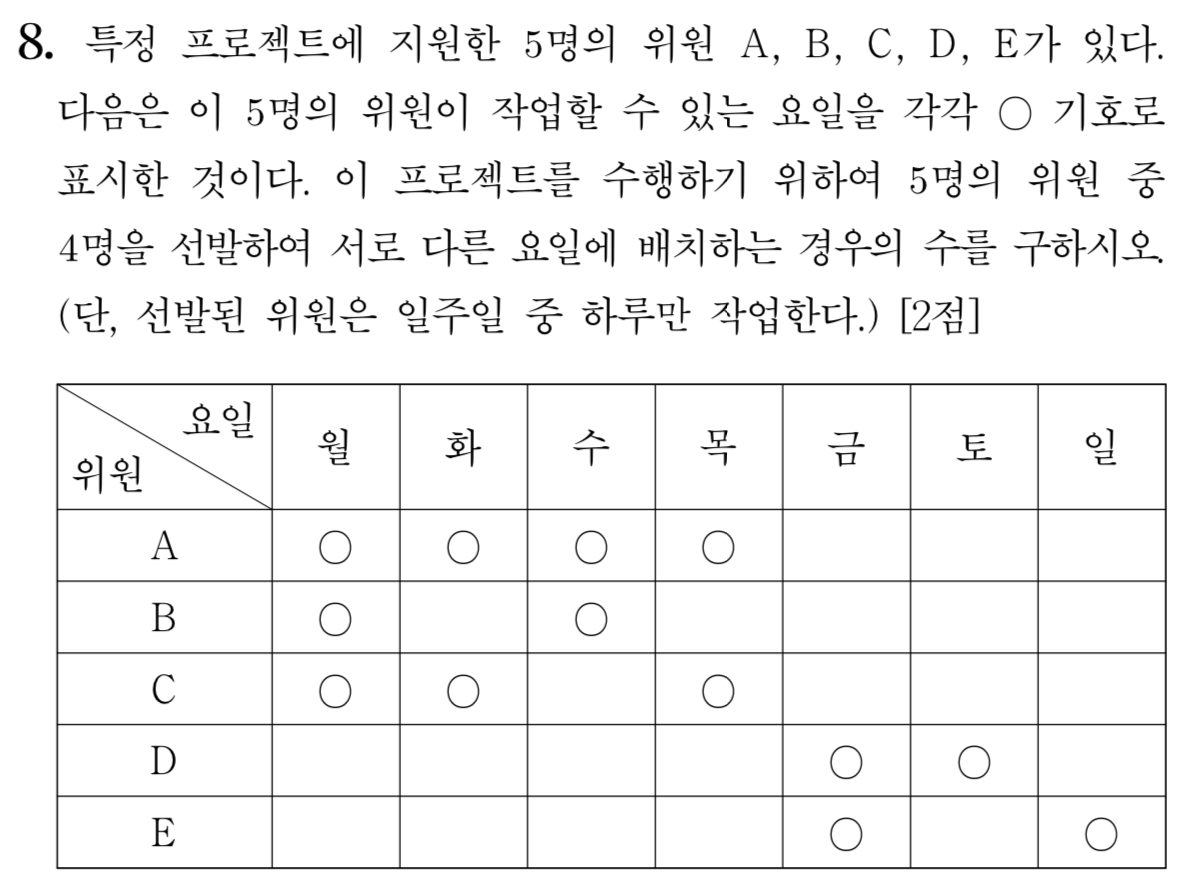 8. 특정 프로젝트에 지원한 5명의 위원 A, B, C, D, E가 있다.
다음은 이 5명의 위원이 작업할 수 있는 요일을 각각 ○ 기호로
표시한 것이다. 이 프로젝트를 수행하기 위하여 5명의 위원 중
4명을 선발하여 서로 다른 요일에 배치하는 경우의 수를 구하시오.
(단, 선발된 위원은 일주일 중 하루만 작업한다.) [2점]
요일 위원 월 화 수 목 금 토 일
A ○ ○ ○ ○
B ○ ○
C ○ ○ ○
D ○ ○
E ○ ○